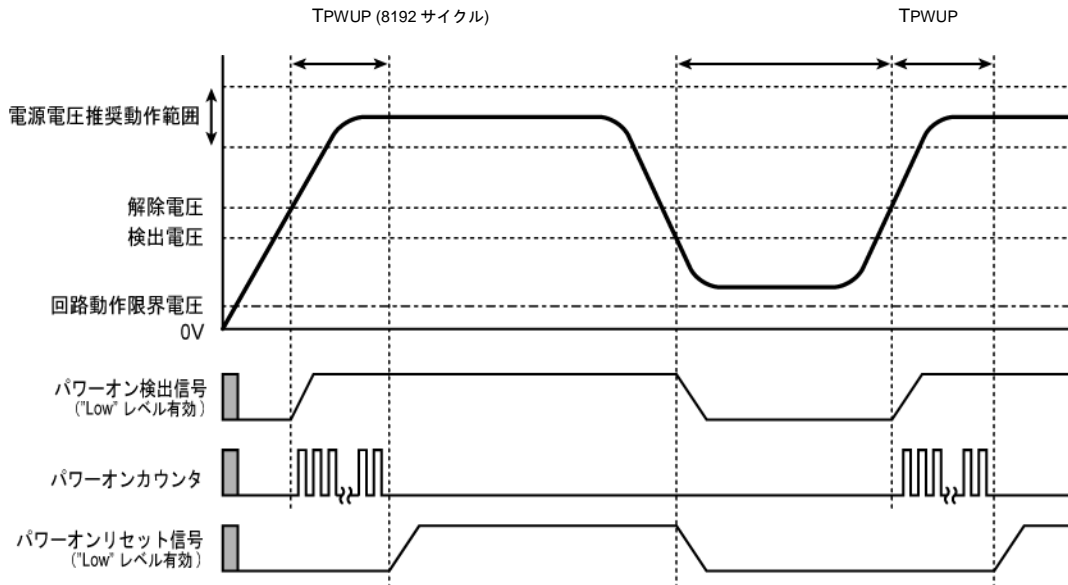 TPWUP (8192 サイクル)
TPWUP
電源電圧推奨動作範囲
解除電圧
検出電圧
回路動作限界電圧
0V
パワーオン検出信号
("Low" レベル有効)
パワーオンカウンタ
パワーオンリセット信号
("Low" レベル有効)